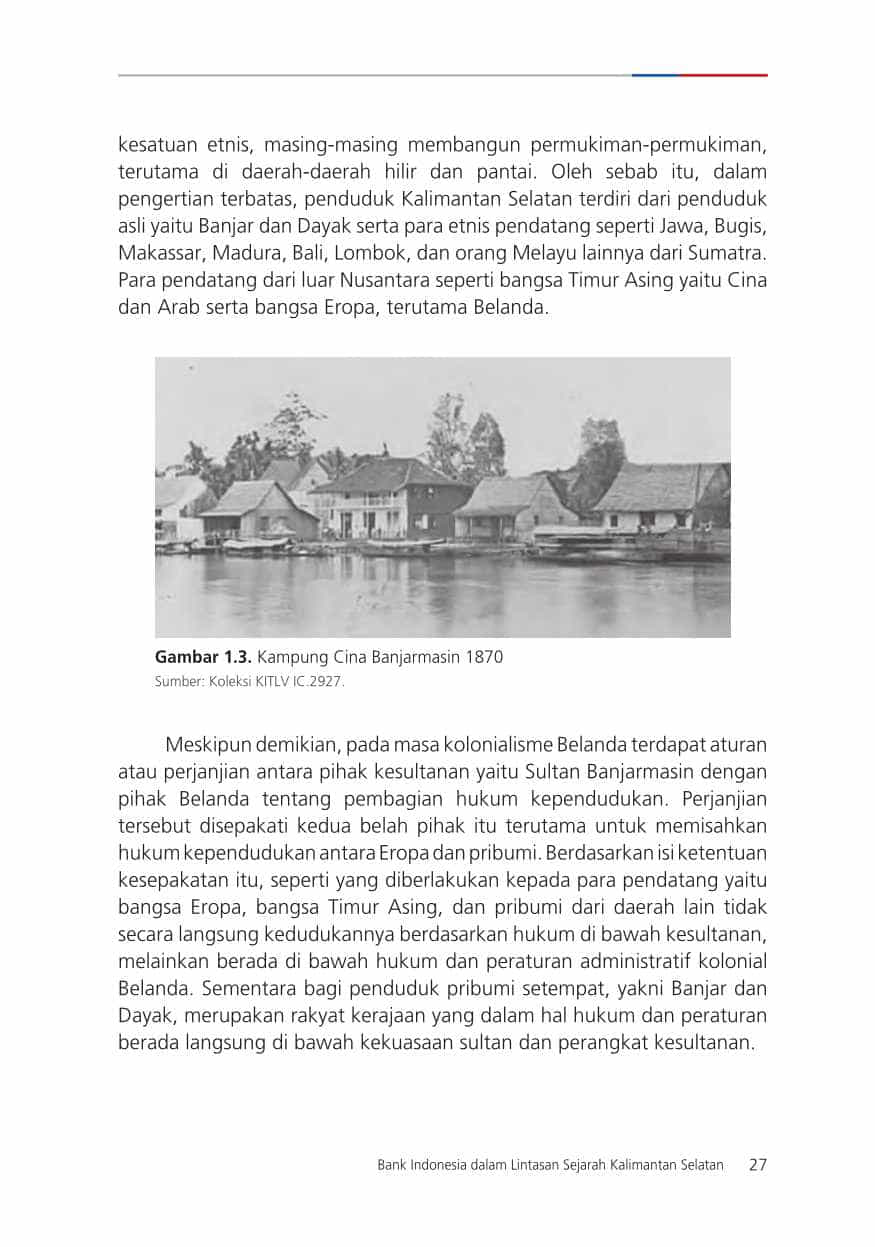 kesatuan etnis, masing-masing membangun permukiman-permukiman,
terutama di daerah-daerah hilir dan pantai. Oleh sebab itu, dalam
pengertian terbatas, penduduk Kalimantan Selatan terdiri dari penduduk
asli yaitu Banjar dan Dayak serta para etnis pendatang seperti Jawa, Bugis,
Makassar, Madura, Bali, Lombok, dan orang Melayu lainnya dari Sumatra.
Para pendatang dari luar Nusantara seperti bangsa Timur Asing yaitu Cina
dan Arab serta bangsa Eropa, terutama Belanda.
Gambar 1.3. Kampung Cina Banjarmasin 1870
Sumber: Koleksi KITLV IC.2927.
Meskipun demikian, pada masa kolonialisme Belanda terdapat aturan
atau perjanjian antara pihak kesultanan yaitu Sultan Banjarmasin dengan
pihak Belanda tentang pembagian hukum kependudukan. Perjanjian
tersebut disepakati kedua belah pihak itu terutama untuk memisahkan
hukum kependudukan antara Eropa dan pribumi. Berdasarkan isi ketentuan
kesepakatan itu, seperti yang diberlakukan kepada para pendatang yaitu
bangsa Eropa, bangsa Timur Asing, dan pribumi dari daerah lain tidak
secara langsung kedudukannya berdasarkan hukum di bawah kesultanan,
melainkan berada di bawah hukum dan peraturan administratif kolonial
Belanda. Sementara bagi penduduk pribumi setempat, yakni Banjar dan
Dayak, merupakan rakyat kerajaan yang dalam hal hukum dan peraturan
berada langsung di bawah kekuasaan sultan dan perangkat kesultanan.
Bank Indonesia dalam Lintasan Sejarah Kalimantan Selatan 27